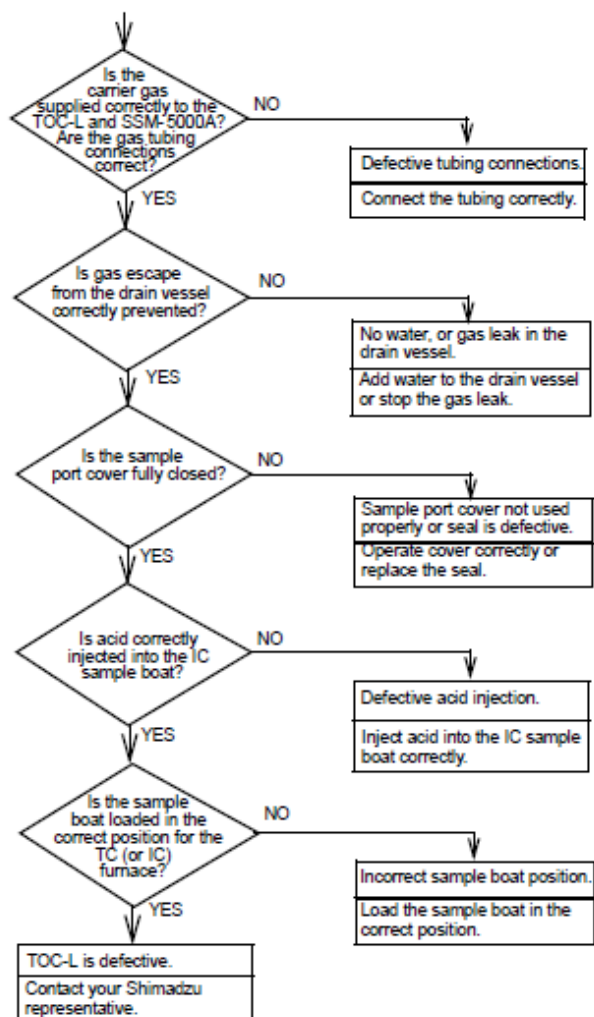 Is the
carrier gas
supplied correctly to the
TOC-L and SSM-5000A?
Are the gas tubing
connections
correct?
NO
Defective tubing connections.
Connect the tubing correctly.
YES
Is gas escape
from the drain vessel
correctly prevented?
NO
No water, or gas leak in the
drain vessel.
Add water to the drain vessel
or stop the gas leak.
YES
Is the sample
port cover fully closed?
NO
Sample port cover not used
properly or seal is defective.
Operate cover correctly or
replace the seal.
YES
Is acid correctly
injected into the IC
sample boat?
NO
Defective acid injection.
Inject acid into the IC sample
boat correctly.
YES
Is the sample
boat loaded in the
correct position for the
TC (or IC)
furnace?
NO
Incorrect sample boat position.
Load the sample boat in the
correct position.
YES
TOC-L is defective.
Contact your Shimadzu
representative.